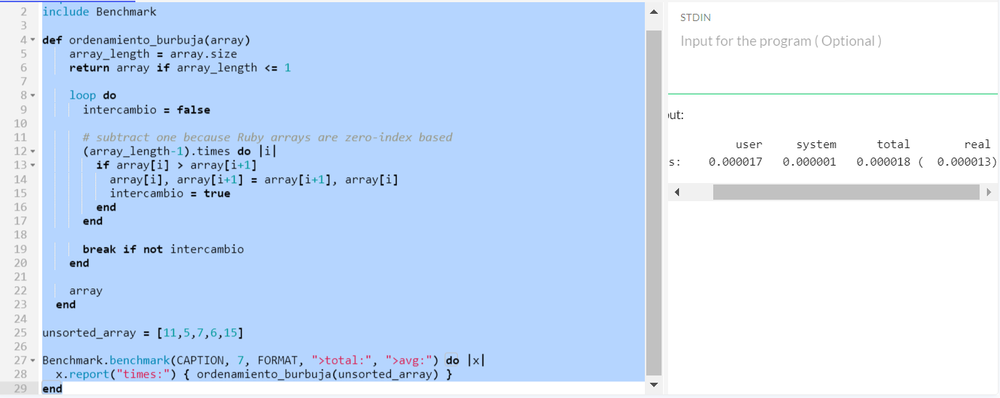 2 include Benchmark
3
4 def ordenamiento_burbuja(array)
5     array_length = array.size
6     return array if array_length <= 1
7
8     loop do
9       intercambio = false
10
11       # subtract one because Ruby arrays are zero-index based
12       (array_length-1).times do |i|
13         if array[i] > array[i+1]
14           array[i], array[i+1] = array[i+1], array[i]
15           intercambio = true
16         end
17       end
18
19       break if not intercambio
20     end
21
22     array
23   end
24
25 unsorted_array = [11,5,7,6,15]
26
27 Benchmark.benchmark(CAPTION, 7, FORMAT, ">total:", ">avg:") do |x|
28   x.report("times:") { ordenamiento_burbuja(unsorted_array) }
29 end
STDIN
Input for the program ( Optional )
ut:
user system total real
s: 0.000017 0.000001 0.000018 ( 0.000013)